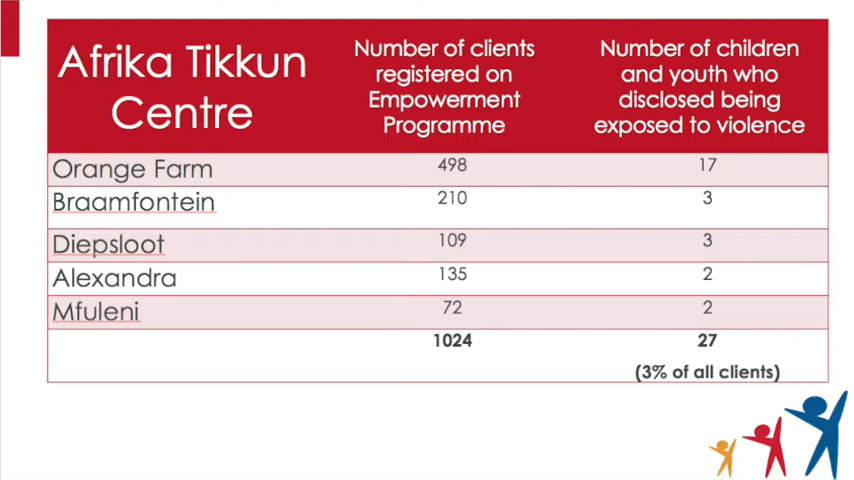 Afrika Tikkun
Centre
Number of clients
registered on
Empowerment
Programme
Number of children
and youth who
disclosed being
exposed to violence
Orange Farm 498 17
Braamfontein 210 3
Diepsloot 109 3
Alexandra 135 2
Mfuleni 72 2
1024 27
(3% of all clients)